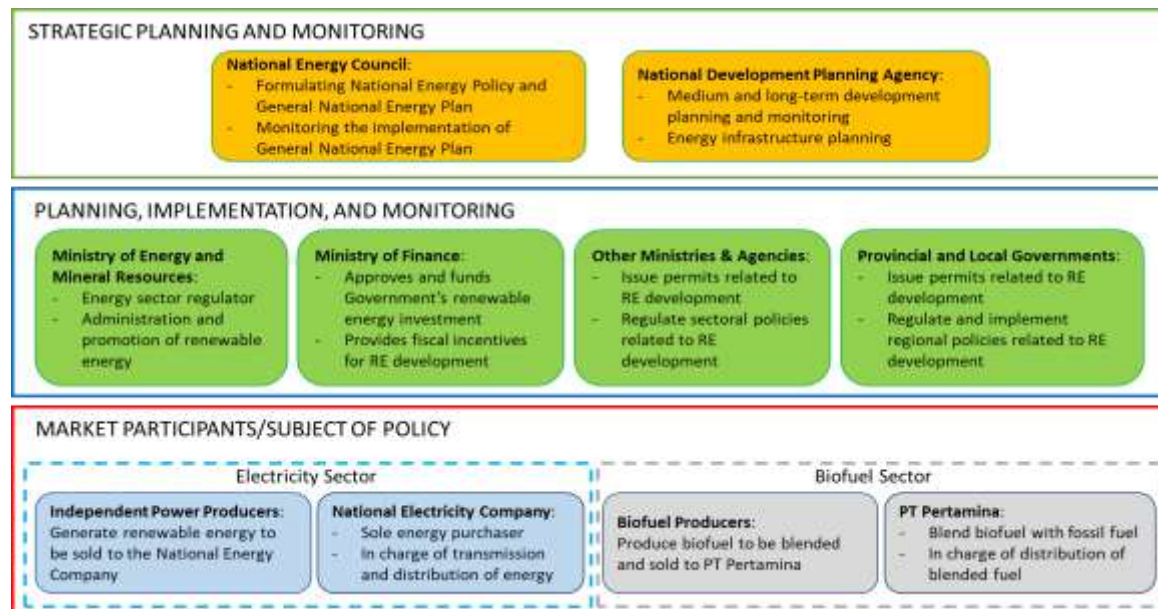 STRATEGIC PLANNING AND MONITORING
National Energy Council:
- Formulating National Energy Policy and
General National Energy Plan
- Monitoring the implementation of
General National Energy Plan
National Development Planning Agency:
- Medium and long-term development
planning and monitoring
- Energy infrastructure planning
PLANNING, IMPLEMENTATION, AND MONITORING
Ministry of Energy and
Mineral Resources:
- Energy sector regulator
- Administration and
promotion of renewable
energy
Ministry of Finance:
- Approves and funds
Government's renewable
energy investment
- Provides fiscal incentives
for RE development
Other Ministries & Agencies:
- Issue permits related to
RE development
- Regulate sectoral policies
related to RE
development
Provincial and Local Governments:
- Issue permits related to RE
development
- Regulate and implement
regional policies related to RE
development
MARKET PARTICIPANTS/SUBJECT OF POLICY
Electricity Sector
Independent Power Producers:
Generate renewable energy to
be sold to the National Energy
Company
National Electricity Company:
- Sole energy purchaser
- In charge of transmission
and distribution of energy
Biofuel Sector
Biofuel Producers:
Produce biofuel to be blended
and sold to PT Pertamina
PT Pertamina:
- Blend biofuel with fossil fuel
- In charge of distribution of
blended fuel